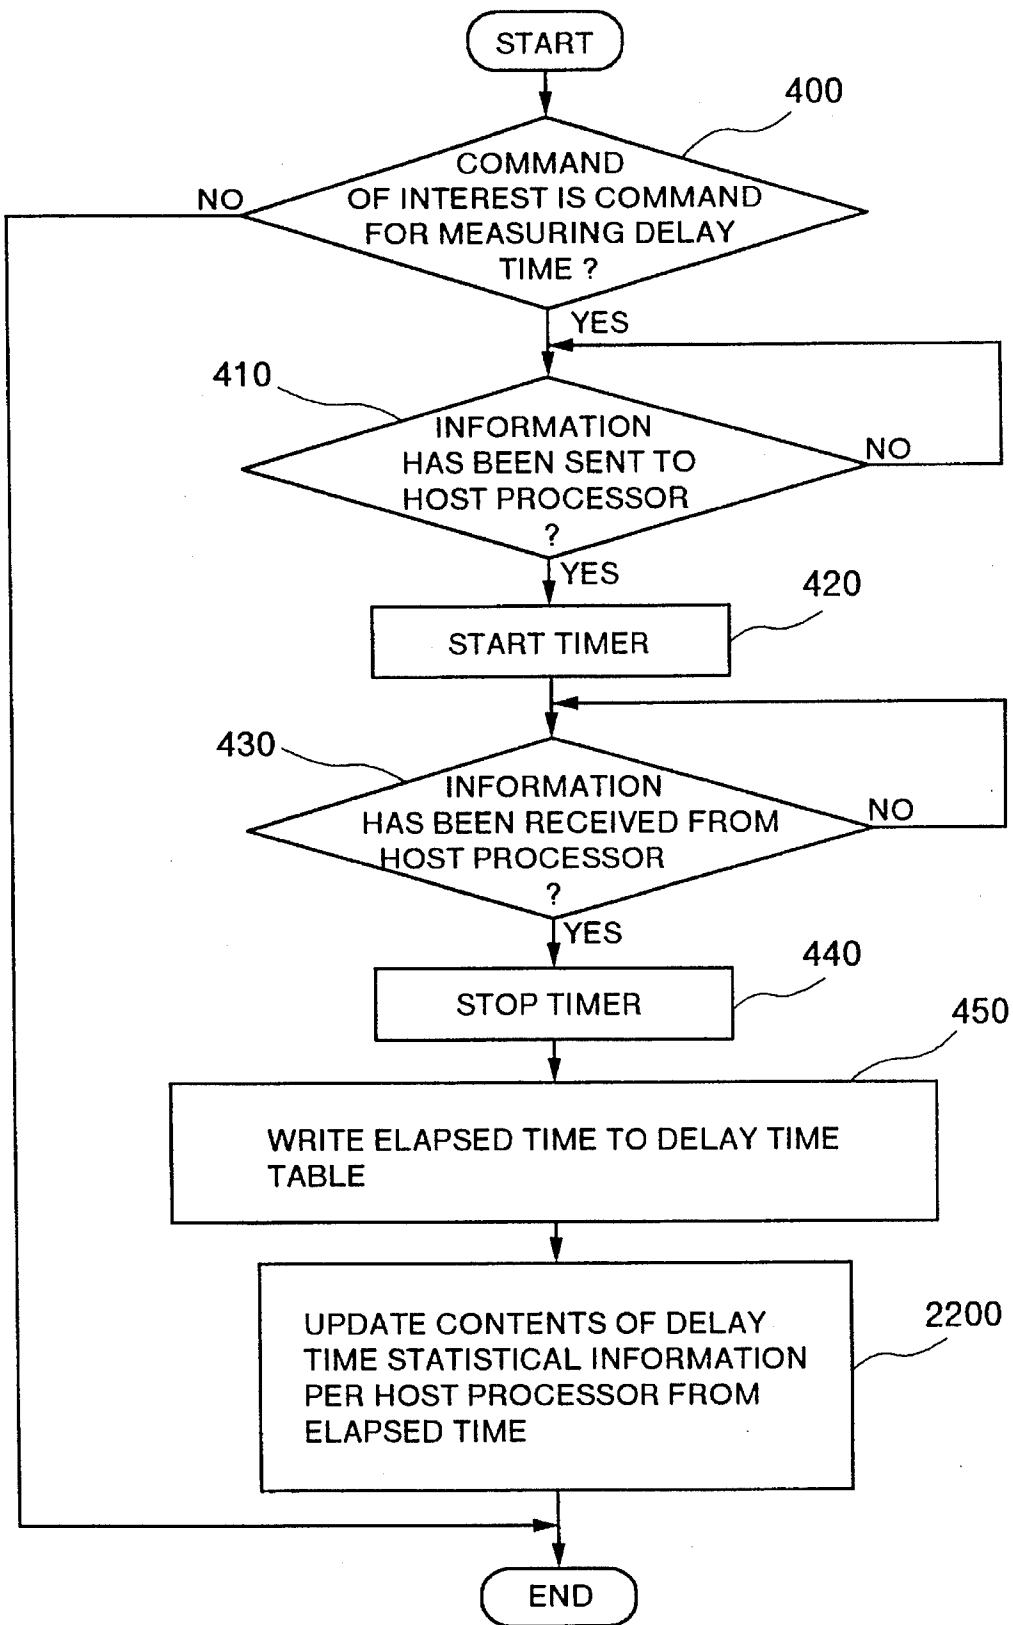 START
400
COMMAND
OF INTEREST IS COMMAND
FOR MEASURING DELAY
TIME ?
NO
YES
410
INFORMATION
HAS BEEN SENT TO
HOST PROCESSOR
?
NO
YES
420
START TIMER
430
INFORMATION
HAS BEEN RECEIVED FROM
HOST PROCESSOR
?
NO
YES
440
STOP TIMER
450
WRITE ELAPSED TIME TO DELAY TIME
TABLE
2200
UPDATE CONTENTS OF DELAY
TIME STATISTICAL INFORMATION
PER HOST PROCESSOR FROM
ELAPSED TIME
END